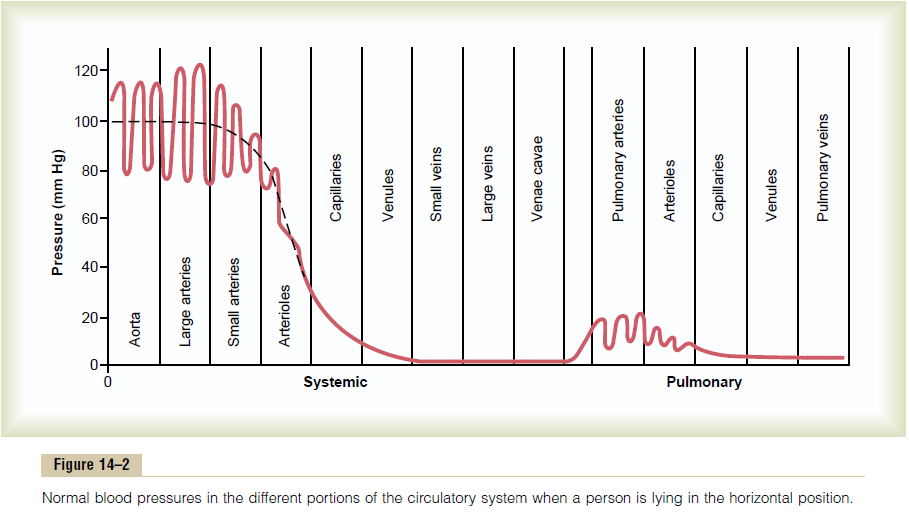 Pressure (mm Hg)
120
100
80
60
40
20
0
0
Aorta
Large arteries
Small arteries
Arterioles
Capillaries
Venules
Small veins
Large veins
Venae cavae
Pulmonary arteries
Arterioles
Capillaries
Venules
Pulmonary veins
Systemic
Pulmonary
Figure 14–2
Normal blood pressures in the different portions of the circulatory system when a person is lying in the horizontal position.